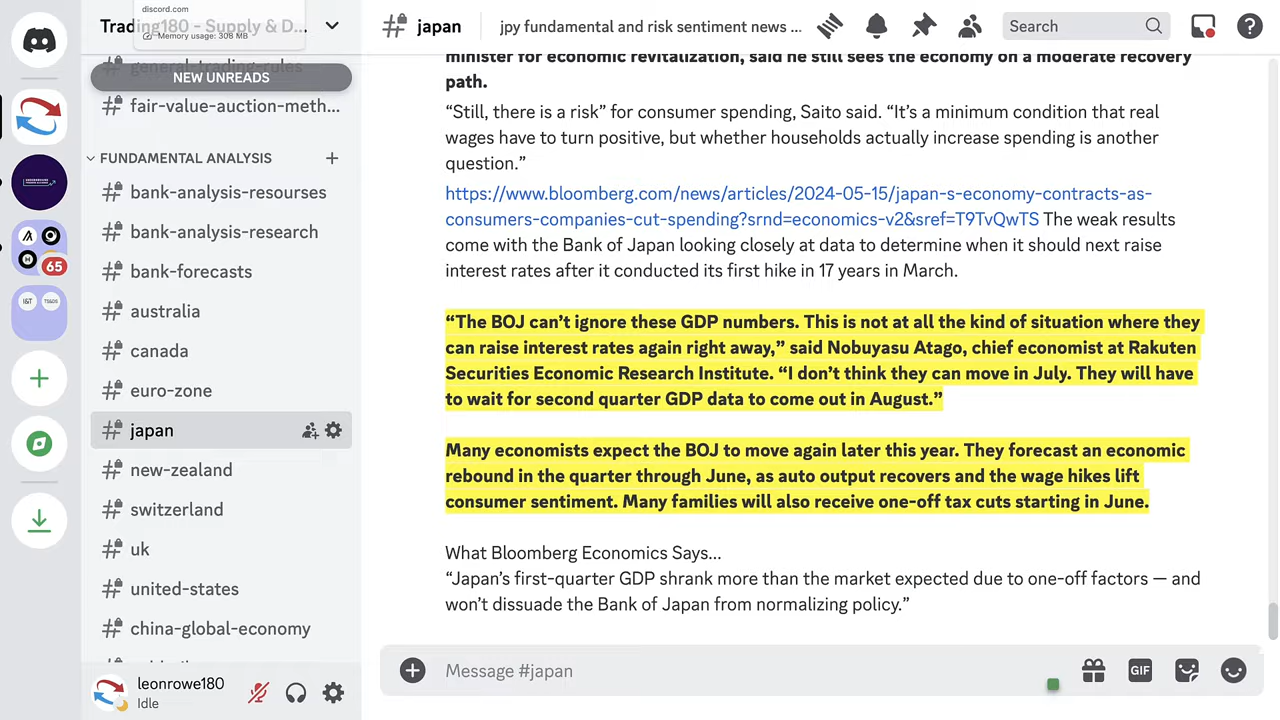 discord.com
Trading180 - Supply & D...
Memory usage: 308 MB
general-trading-rules
NEW UNREADS
fair-value-auction-meth...
FUNDAMENTAL ANALYSIS
bank-analysis-resourses
bank-analysis-research
bank-forecasts
australia
canada
euro-zone
japan
new-zealand
switzerland
uk
united-states
china-global-economy
65
I&T
leonrowe180
Idle
japan
jpy fundamental and risk sentiment news ...
Search
minister for economic revitalization, said he still sees the economy on a moderate recovery
path.
“Still, there is a risk” for consumer spending, Saito said. “It’s a minimum condition that real
wages have to turn positive, but whether households actually increase spending is another
question.”
https://www.bloomberg.com/news/articles/2024-05-15/japan-s-economy-contracts-as-
consumers-companies-cut-spending?srnd=economics-v2&sref=T9TvQwTS The weak results
come with the Bank of Japan looking closely at data to determine when it should next raise
interest rates after it conducted its first hike in 17 years in March.
“The BOJ can’t ignore these GDP numbers. This is not at all the kind of situation where they
can raise interest rates again right away,” said Nobuyasu Atago, chief economist at Rakuten
Securities Economic Research Institute. “I don’t think they can move in July. They will have
to wait for second quarter GDP data to come out in August.”
Many economists expect the BOJ to move again later this year. They forecast an economic
rebound in the quarter through June, as auto output recovers and the wage hikes lift
consumer sentiment. Many families will also receive one-off tax cuts starting in June.
What Bloomberg Economics Says...
“Japan’s first-quarter GDP shrank more than the market expected due to one-off factors — and
won’t dissuade the Bank of Japan from normalizing policy.”
Message #japan
GIF